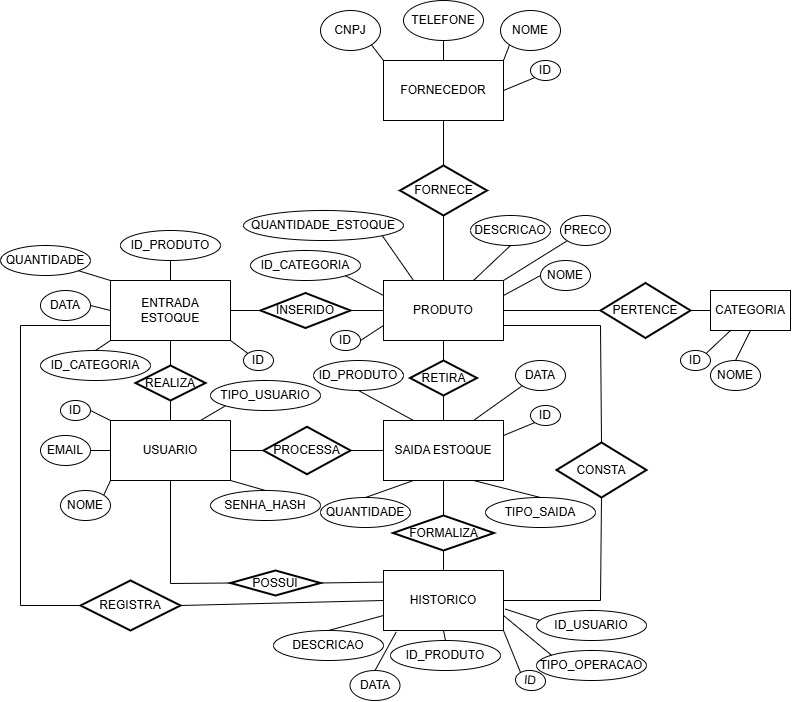 TELEFONE
CNPJ
NOME
ID
FORNECEDOR
FORNECE
QUANTIDADE_ESTOQUE
DESCRICAO
PRECO
ID_PRODUTO
QUANTIDADE
ID_CATEGORIA
NOME
DATA
ENTRADA
ESTOQUE
INSERIDO
PRODUTO
PERTENCE
CATEGORIA
ID
ID_CATEGORIA
ID
ID
NOME
REALIZA
RETIRA
ID_PRODUTO
DATA
TIPO_USUARIO
ID
ID
EMAIL
USUARIO
PROCESSA
SAIDA ESTOQUE
CONSTA
NOME
SENHA_HASH
QUANTIDADE
TIPO_SAIDA
FORMALIZA
POSSUI
REGISTRA
HISTORICO
ID_USUARIO
DESCRICAO
ID_PRODUTO
TIPO_OPERACAO
DATA
ID